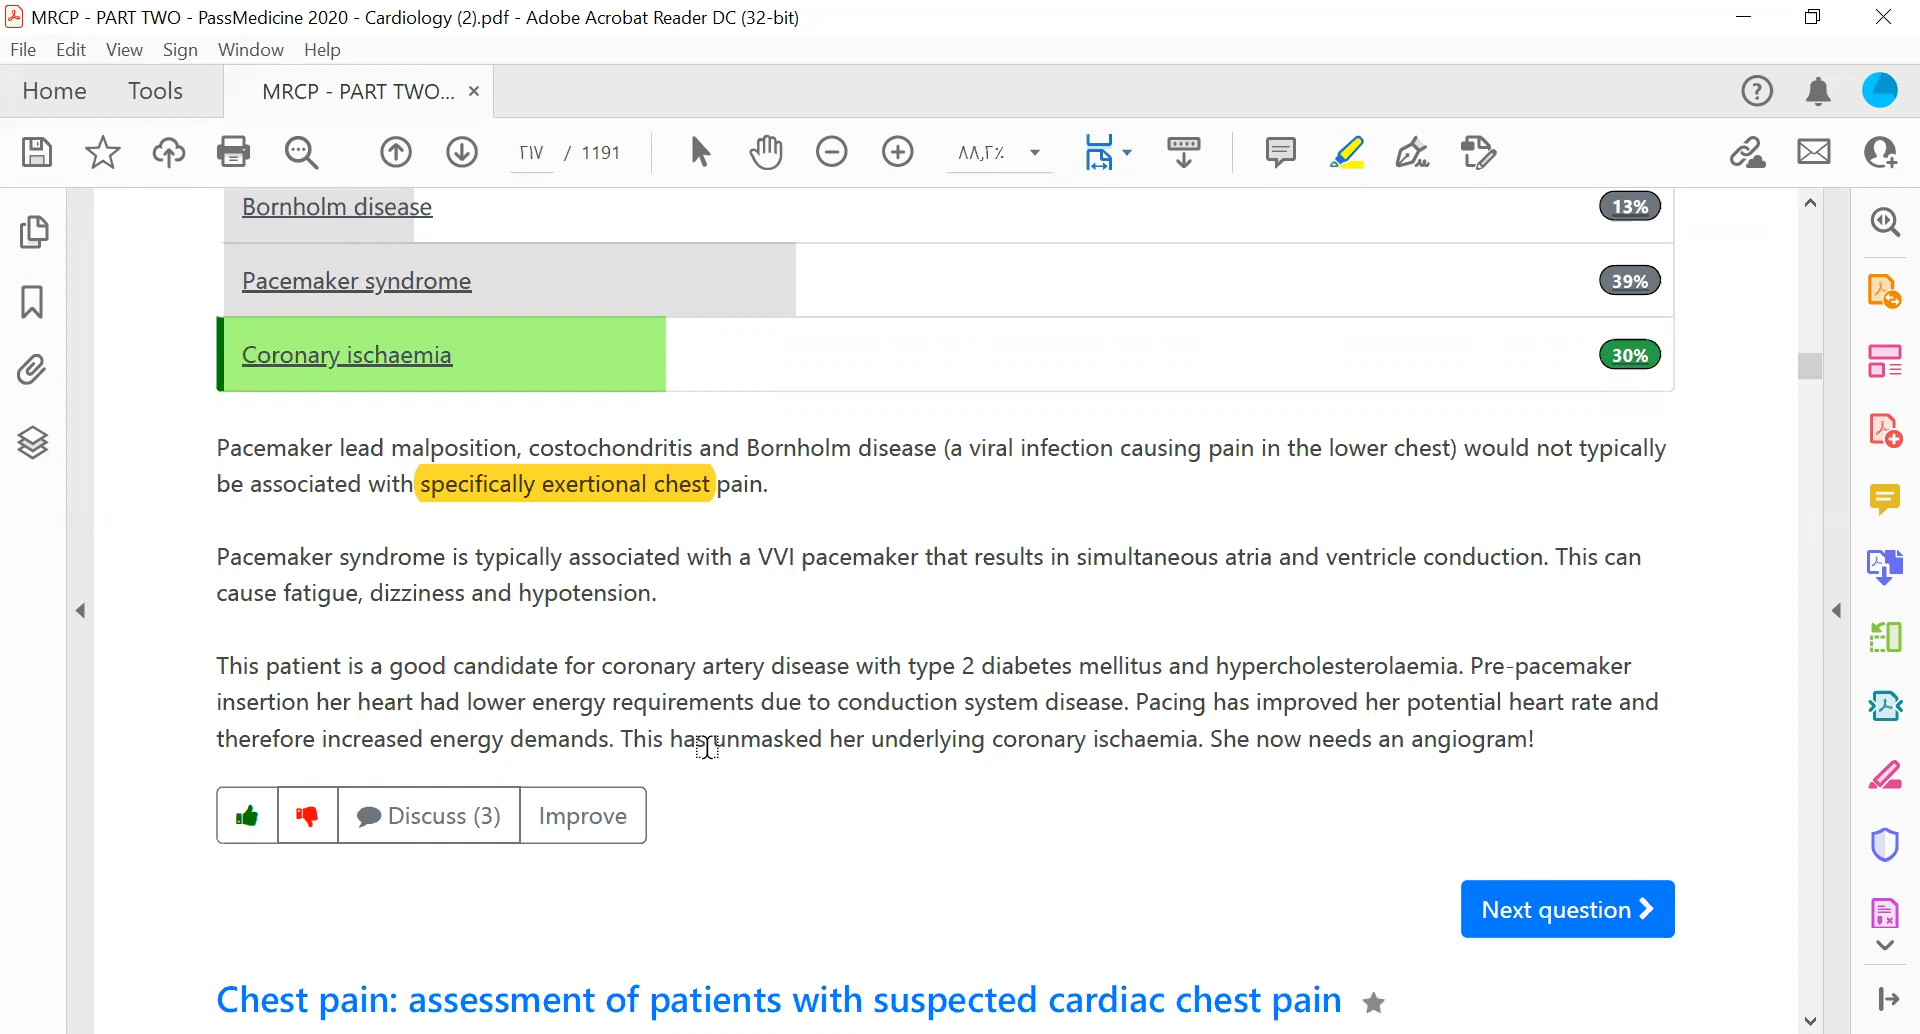 MRCP - PART TWO - PassMedicine 2020 - Cardiology (2).pdf - Adobe Acrobat Reader DC (32-bit)
File Edit View Sign Window Help
Home Tools MRCP - PART TWO... ×
٢١٧ / 1191 ٨٨,٢٪
Bornholm disease 13%
Pacemaker syndrome 39%
Coronary ischaemia 30%
Pacemaker lead malposition, costochondritis and Bornholm disease (a viral infection causing pain in the lower chest) would not typically
be associated with specifically exertional chest pain.
Pacemaker syndrome is typically associated with a VVI pacemaker that results in simultaneous atria and ventricle conduction. This can
cause fatigue, dizziness and hypotension.
This patient is a good candidate for coronary artery disease with type 2 diabetes mellitus and hypercholesterolaemia. Pre-pacemaker
insertion her heart had lower energy requirements due to conduction system disease. Pacing has improved her potential heart rate and
therefore increased energy demands. This has unmasked her underlying coronary ischaemia. She now needs an angiogram!
Discuss (3) Improve
Next question
Chest pain: assessment of patients with suspected cardiac chest pain